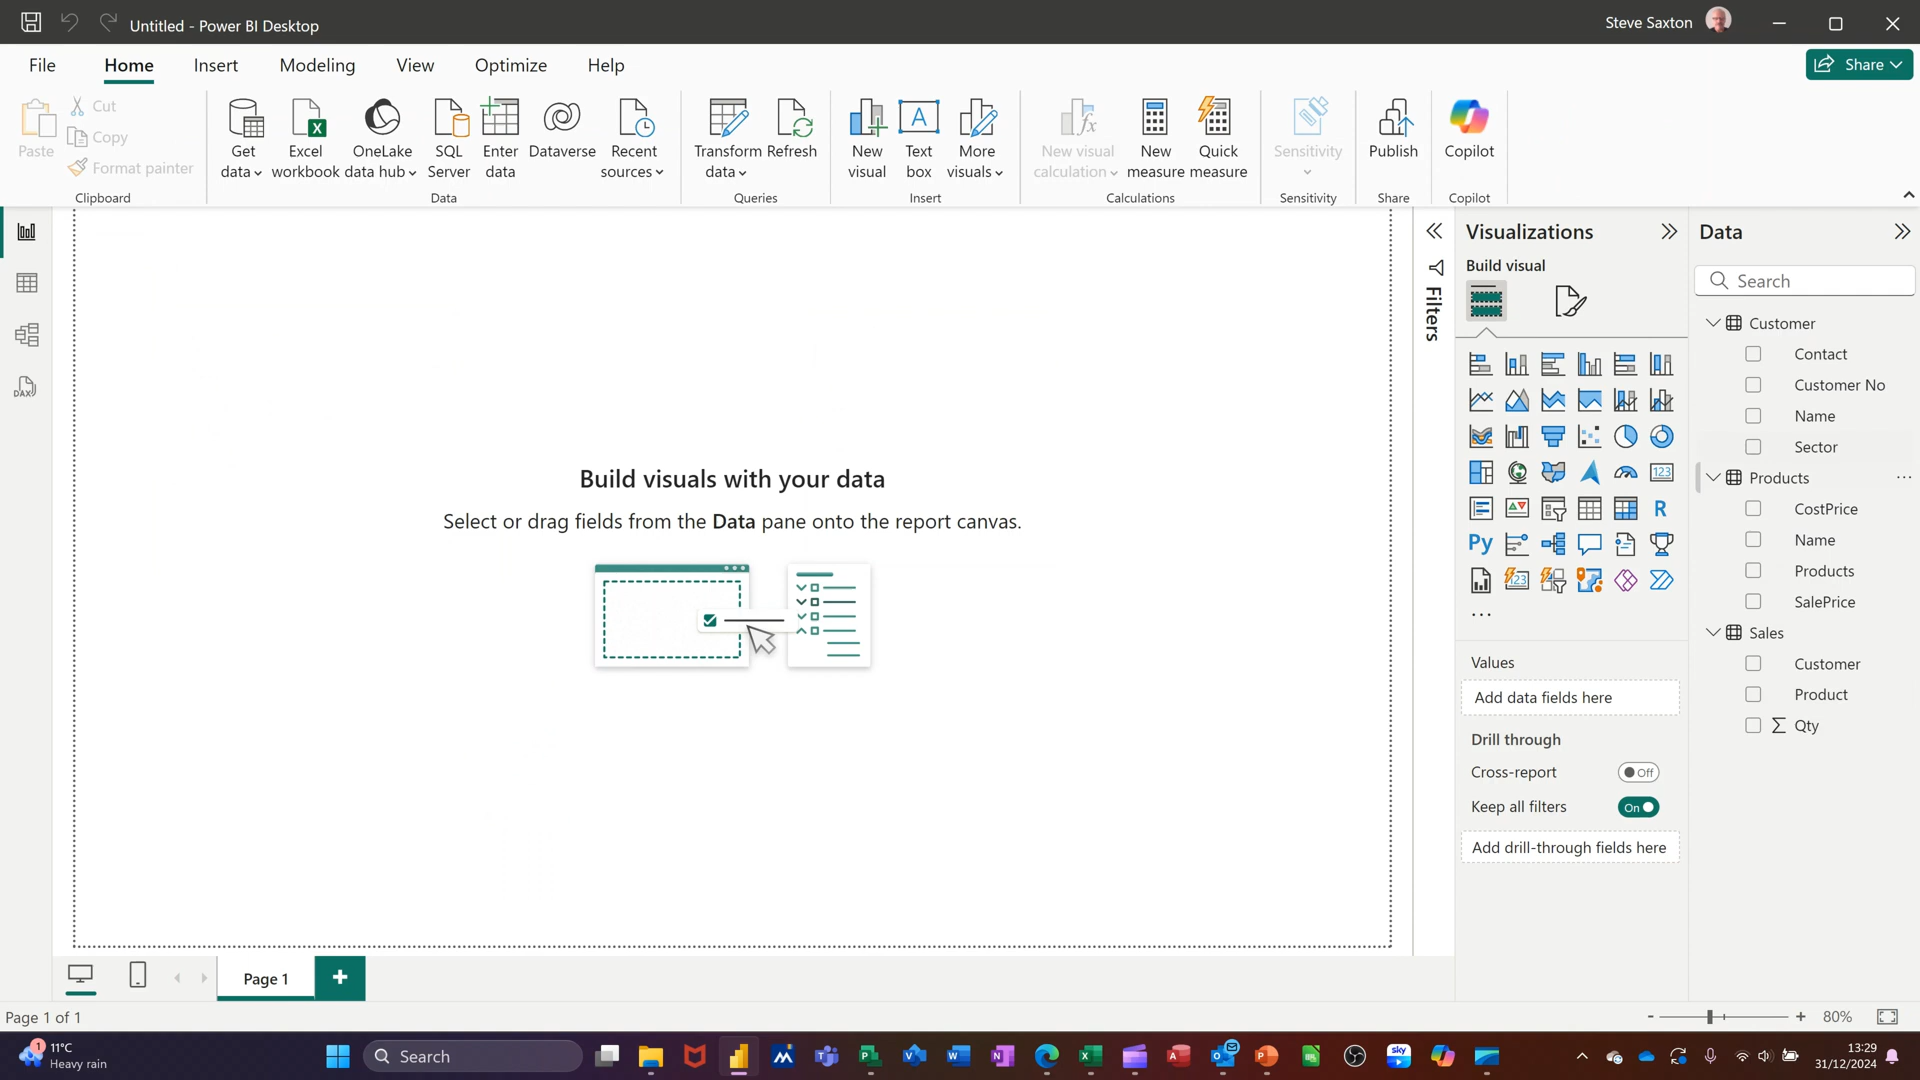 Untitled - Power BI Desktop
Steve Saxton
File Home Insert Modeling View Optimize Help
Share
Paste
Cut
Copy
Format painter
Clipboard
Get data
Excel workbook
OneLake data hub
SQL Server
Enter data
Dataverse
Recent sources
Data
Transform data
Refresh
Queries
New visual
Text box
More visuals
Insert
New visual calculation
New measure
Quick measure
Calculations
Sensitivity
Sensitivity
Publish
Share
Copilot
Copilot
DAX
Build visuals with your data
Select or drag fields from the Data pane onto the report canvas.
Filters
Visualizations
Build visual
123
R
Py
123
Values
Add data fields here
Drill through
Cross-report
Off
Keep all filters
On
Add drill-through fields here
Data
Search
Customer
Contact
Customer No
Name
Sector
Products
CostPrice
Name
Products
SalePrice
Sales
Customer
Product
Σ Qty
Page 1
+
Page 1 of 1
- + 80%
1
11°C
Heavy rain
Search
sky
13:29
31/12/2024